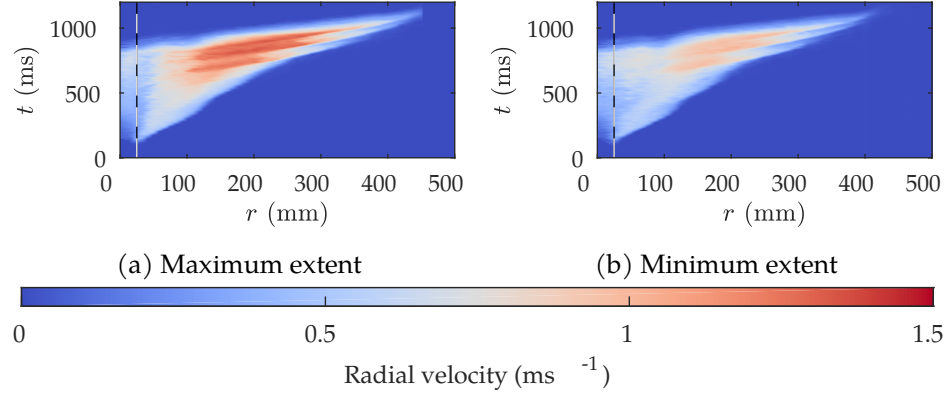 1000
500
0
t (ms)
0 100 200 300 400 500
r (mm)
(a) Maximum extent
1000
500
0
t (ms)
0 100 200 300 400 500
r (mm)
(b) Minimum extent
0 0.5 1 1.5
Radial velocity (ms ⁻¹)